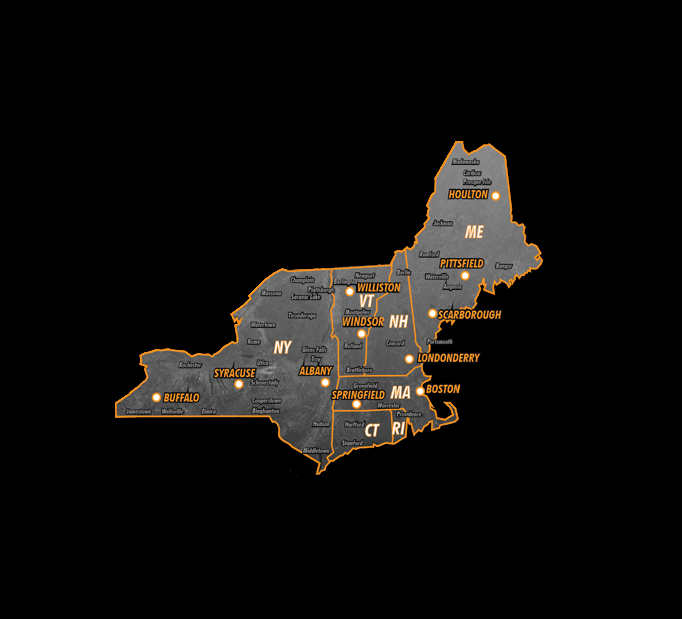 Madawaska
Caribou
Presque Isle
HOULTON
Jackman
ME
Rumford
PITTSFIELD
Bangor
Berlin
Newport
Waterville
Augusta
Champlain
Burlington
WILLISTON
Plattsburgh
Massena
Saranac Lake
VT
Montpelier
SCARBOROUGH
Ticonderoga
WINDSOR
NH
Watertown
Rome
Rutland
Concord
Portsmouth
NY
Glens Falls
Troy
LONDONDERRY
Utica
Rochester
SYRACUSE
ALBANY
Brattleboro
Schenectady
Greenfield
BOSTON
SPRINGFIELD
MA
BUFFALO
Cooperstown
Worcester
Jamestown
Wellsville
Elmira
Binghamton
Providence
Hudson
Hartford
CT
RI
Stamford
Middletown